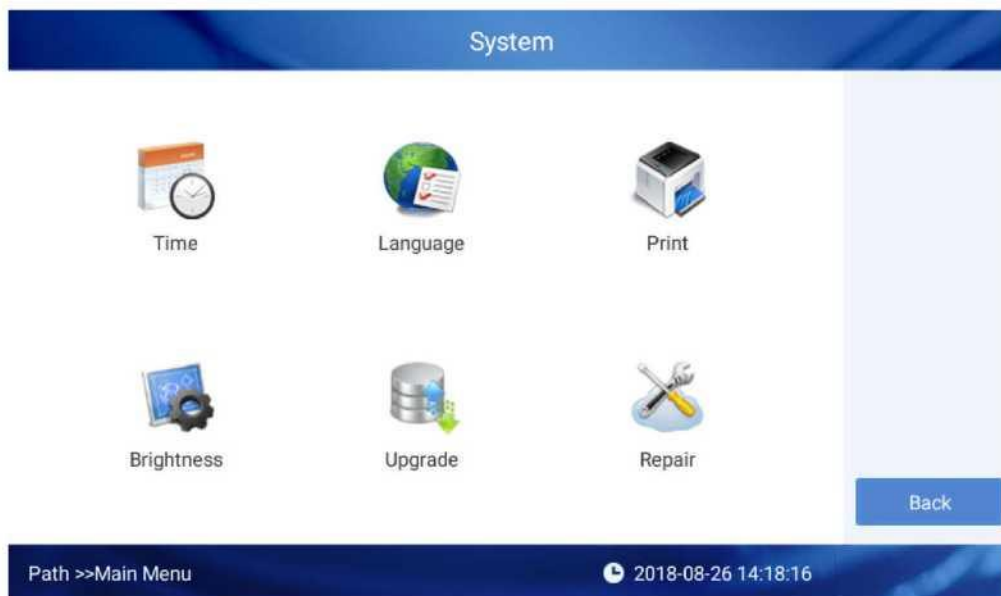 System
Time
Language
Print
Brightness
Upgrade
Repair
Back
Path >>Main Menu
2018-08-26 14:18:16